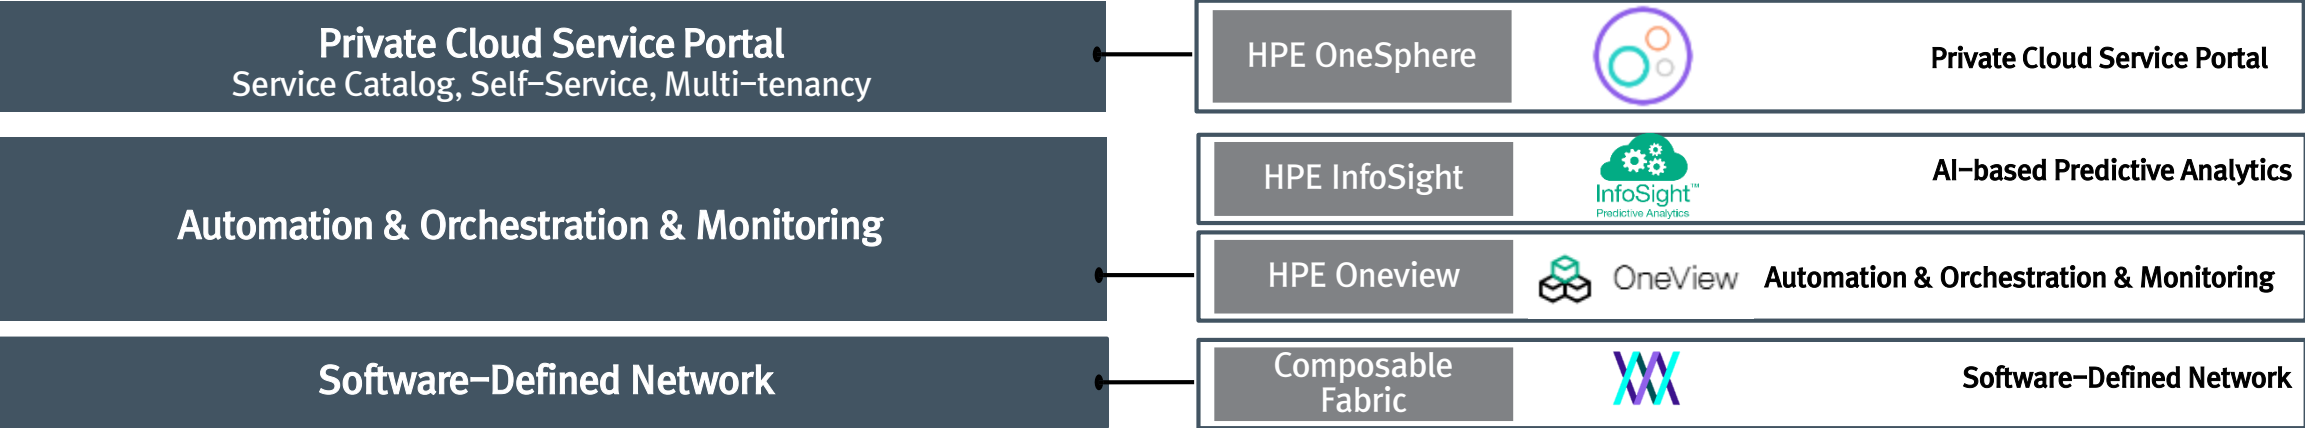 Private Cloud Service Portal
Service Catalog, Self-Service, Multi-tenancy
HPE OneSphere
Private Cloud Service Portal
Automation & Orchestration & Monitoring
HPE InfoSight
InfoSight™
Predictive Analytics
AI-based Predictive Analytics
HPE Oneview
OneView
Automation & Orchestration & Monitoring
Software-Defined Network
Composable
Fabric
Software-Defined Network